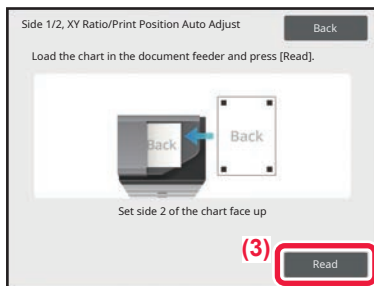 Side 1/2, XY Ratio/Print Position Auto Adjust
Back
Load the chart in the document feeder and press [Read].
Back
Back
Set side 2 of the chart face up
(3)
Read